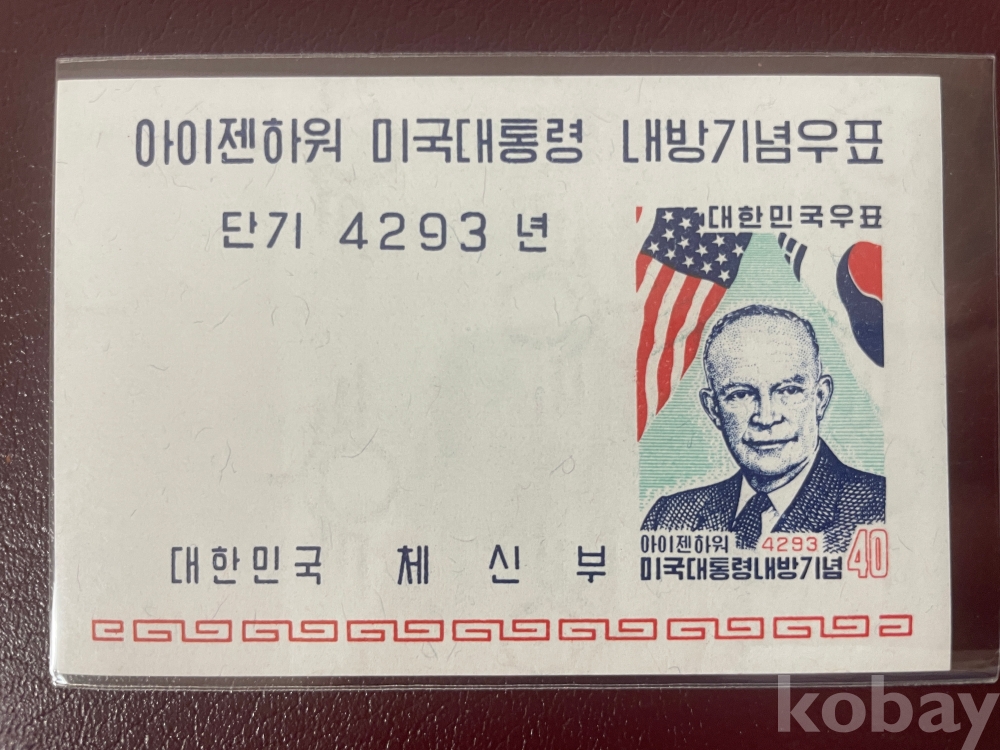 아이젠하워 미국대통령 내방기념우표
단기 4293 년
대한민국우표
아이젠하워 4293
미국대통령내방기념 40
대한민국 체신부
kobay